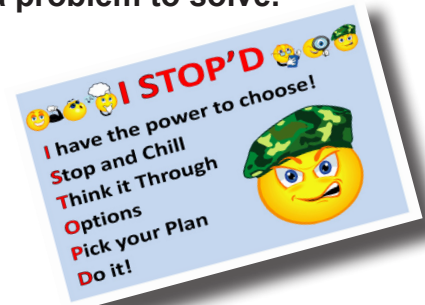 a problem to solve.
I STOP'D
I have the power to choose!
Stop and Chill
Think it Through
Options
Pick your Plan
Do it!